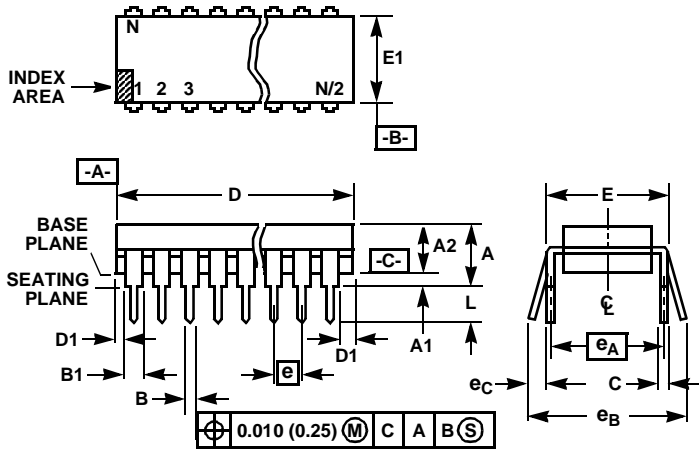 N
E1
INDEX
AREA
1 2 3 N/2
-B-
-A-
D
E
BASE
PLANE
A2
A
-C-
SEATING
PLANE
L
C
L
D1
A1
D1
eA
B1
e
eC
C
B
eB
0.010 (0.25) M C A B S